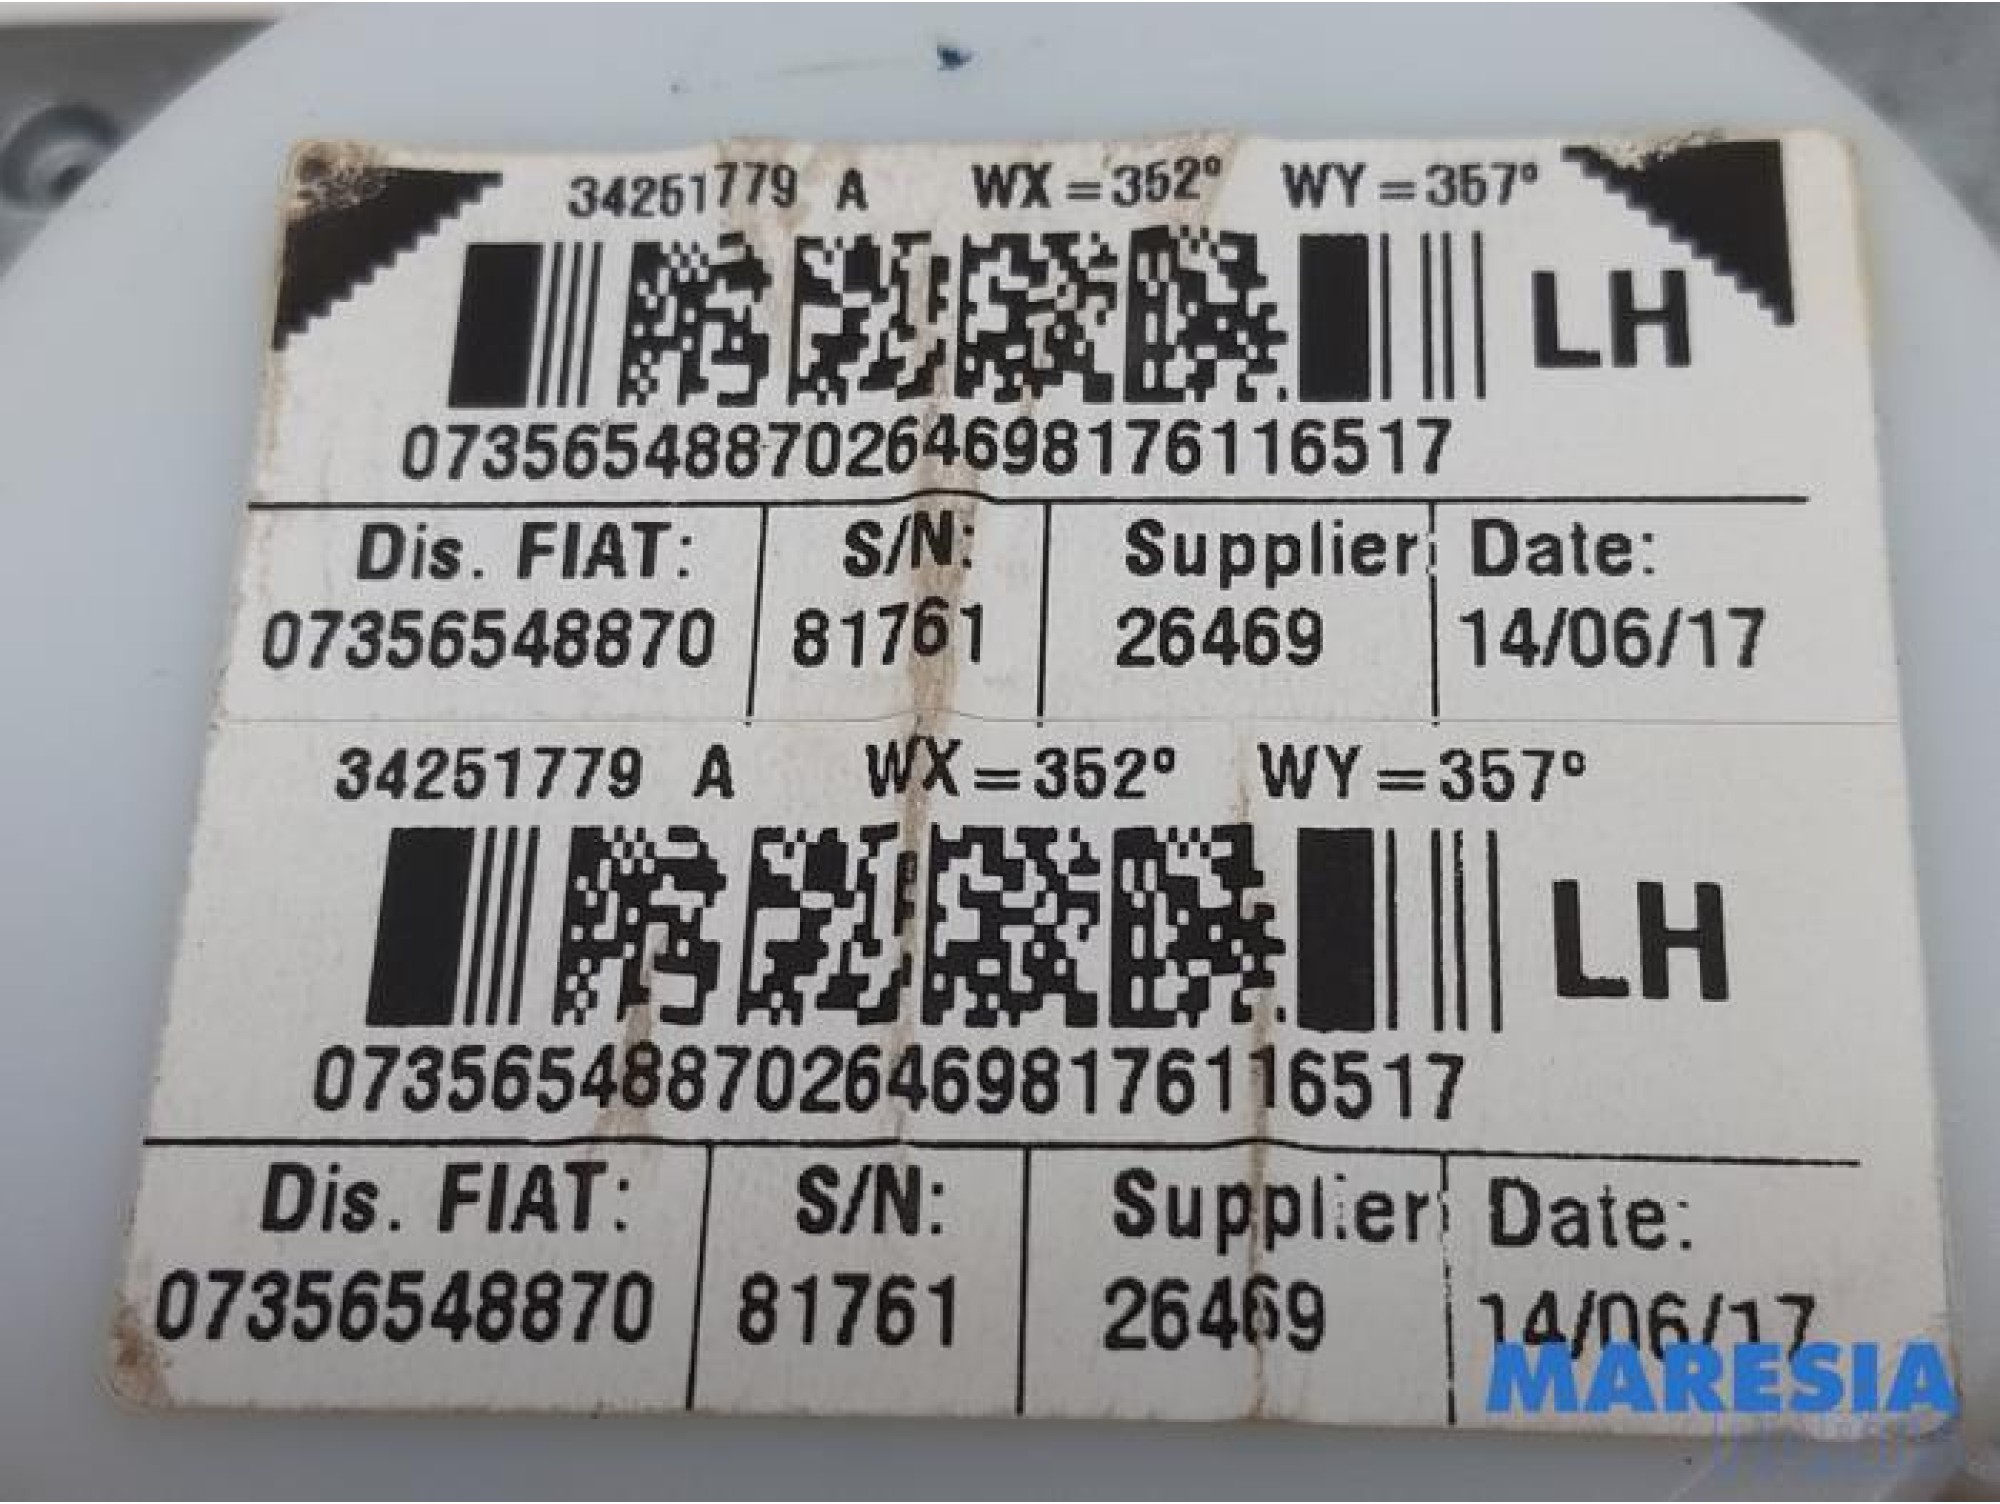 34251779 A WX=352° WY=357°
LH
07356548870264698176116517
Dis. FIAT: S/N: Supplier: Date:
07356548870 81761 26469 14/06/17
34251779 A WX=352° WY=357°
LH
07356548870264698176116517
Dis. FIAT: S/N: Supplier: Date:
07356548870 81761 26469 14/06/17
MARESIA